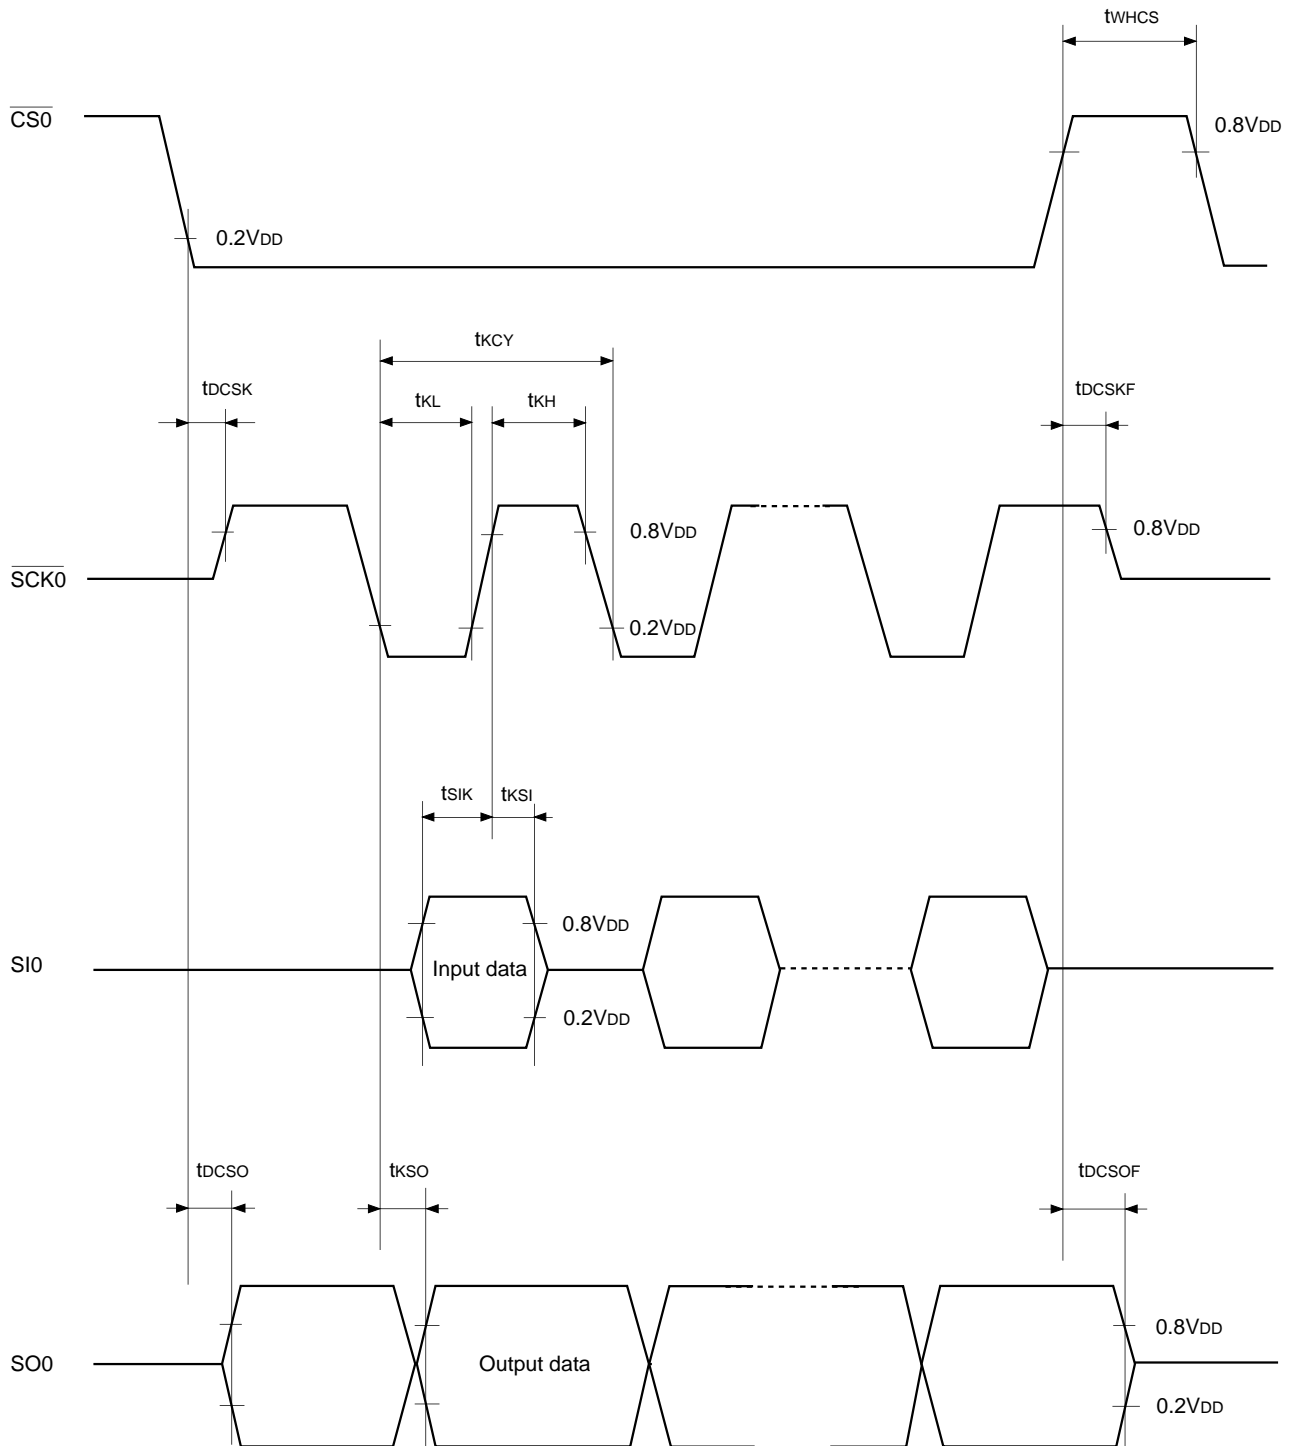 tWHCS
CS0
0.8VDD
0.2VDD
tKCY
tDCSK
tKL
tKH
tDCSKF
0.8VDD
0.8VDD
SCK0
0.2VDD
tSIK
tKSI
0.8VDD
SI0
Input data
0.2VDD
tDCSO
tKSO
tDCSOF
0.8VDD
SO0
Output data
0.2VDD